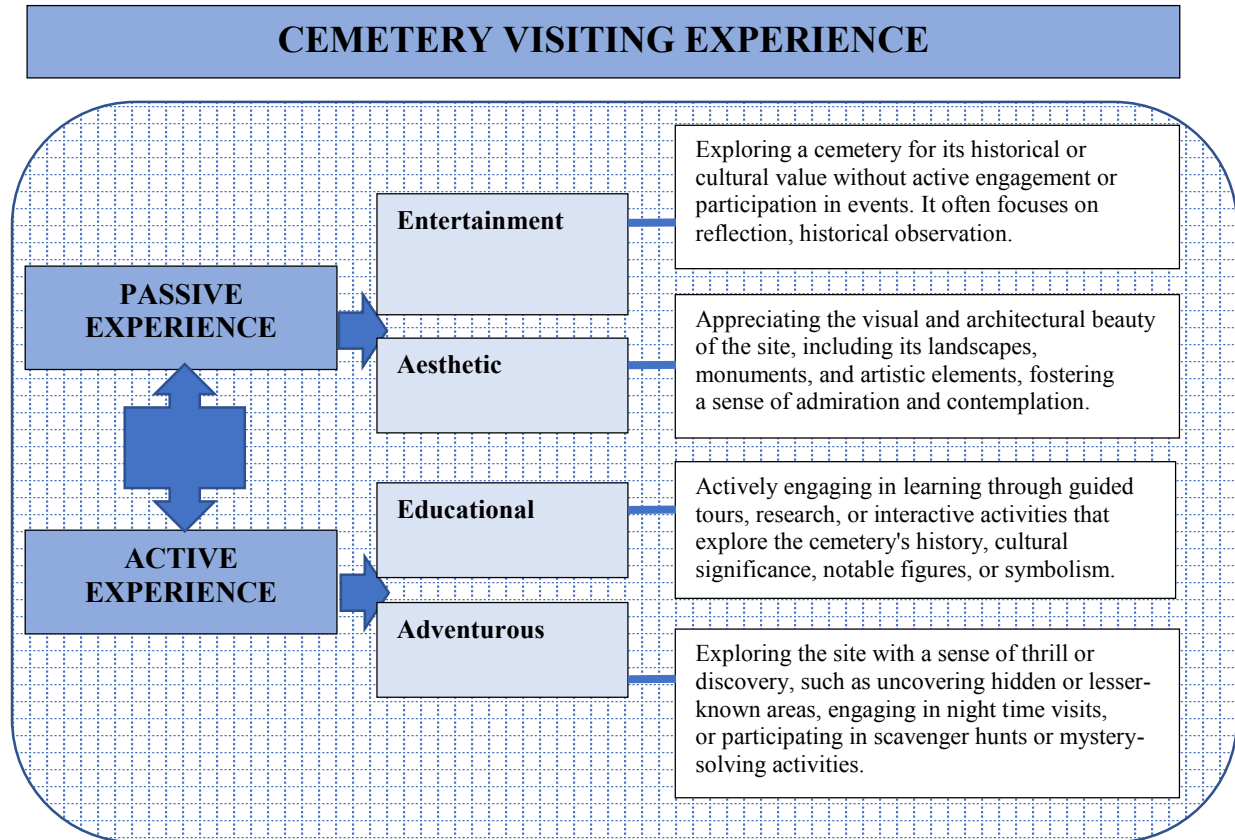 CEMETERY VISITING EXPERIENCE
PASSIVE
EXPERIENCE
Entertainment
Exploring a cemetery for its historical or
cultural value without active engagement or
participation in events. It often focuses on
reflection, historical observation.
Aesthetic
Appreciating the visual and architectural beauty
of the site, including its landscapes,
monuments, and artistic elements, fostering
a sense of admiration and contemplation.
ACTIVE
EXPERIENCE
Educational
Actively engaging in learning through guided
tours, research, or interactive activities that
explore the cemetery's history, cultural
significance, notable figures, or symbolism.
Adventurous
Exploring the site with a sense of thrill or
discovery, such as uncovering hidden or lesser-
known areas, engaging in night time visits,
or participating in scavenger hunts or mystery-
solving activities.